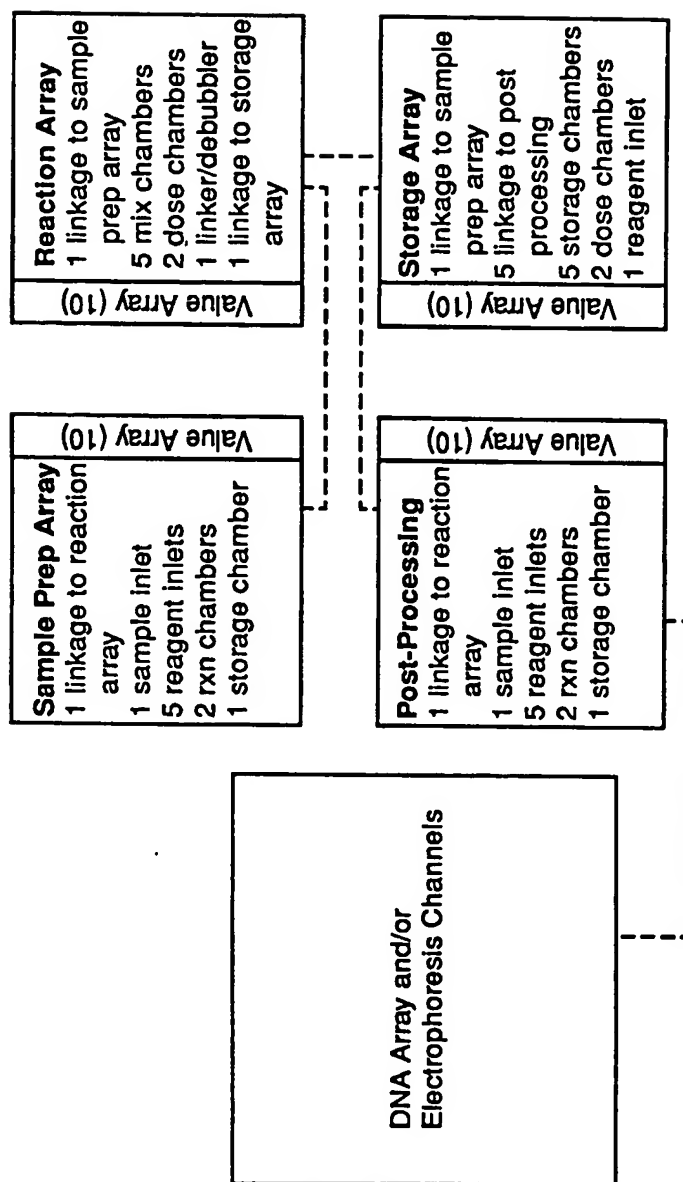 DNA Array and/or
Electrophoresis Channels
Sample Prep Array
1 linkage to reaction
array
1 sample inlet
5 reagent inlets
2 rxn chambers
1 storage chamber
Value Array (10)
Reaction Array
1 linkage to sample
prep array
5 mix chambers
2 dose chambers
1 linker/debubbler
1 linkage to storage
array
Value Array (10)
Post-Processing
1 linkage to reaction
array
1 sample inlet
5 reagent inlets
2 rxn chambers
1 storage chamber
Value Array (10)
Storage Array
1 linkage to sample
prep array
5 linkage to post
processing
5 storage chambers
2 dose chambers
1 reagent inlet
Value Array (10)